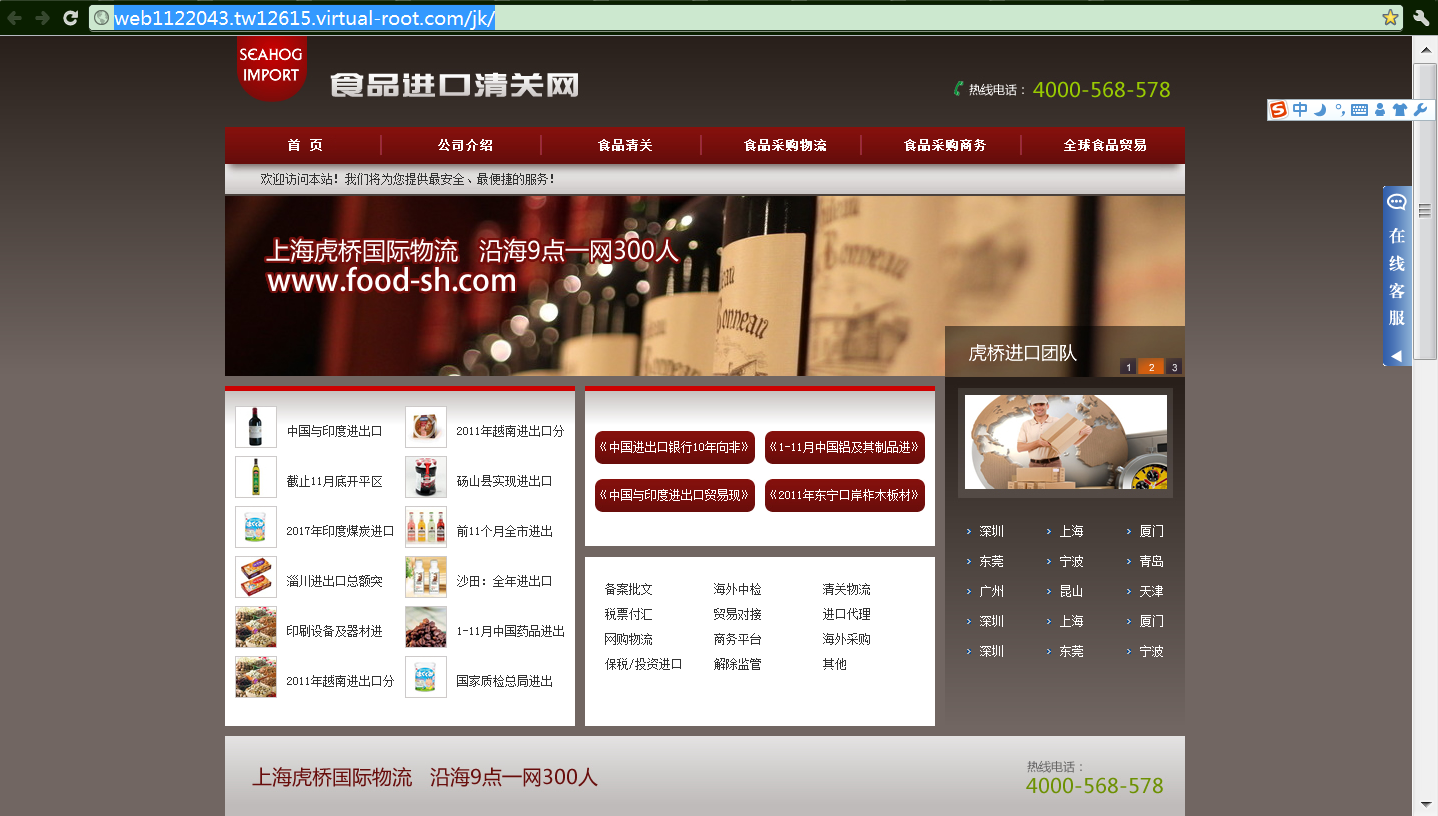 web1122043.tw12615.virtual-root.com/jk/
SEAHOG
IMPORT
食品进口清关网
热线电话： 4000-568-578
中
首 页
公司介绍
食品清关
食品采购物流
食品采购商务
全球食品贸易
欢迎访问本站！我们将为您提供最安全、最便捷的服务！
上海虎桥国际物流 沿海9点一网300人
www.food-sh.com
Bonneau
虎桥进口团队
1 2 3
在线客服
中国与印度进出口
2011年越南进出口分
截止11月底开平区
砀山县实现进出口
2017年印度煤炭进口
前11个月全市进出
淄川进出口总额突
沙田：全年进出口
印刷设备及器材进
1-11月中国药品进出
2011年越南进出口分
国家质检总局进出
《中国进出口银行10年向非》
《1-11月中国铝及其制品进》
《中国与印度进出口贸易现》
《2011年东宁口岸柞木板材》
备案批文 海外中检 清关物流
税票付汇 贸易对接 进口代理
网购物流 商务平台 海外采购
保税/投资进口 解除监管 其他
深圳 上海 厦门
东莞 宁波 青岛
广州 昆山 天津
深圳 上海 厦门
深圳 东莞 宁波
上海虎桥国际物流 沿海9点一网300人
热线电话：
4000-568-578